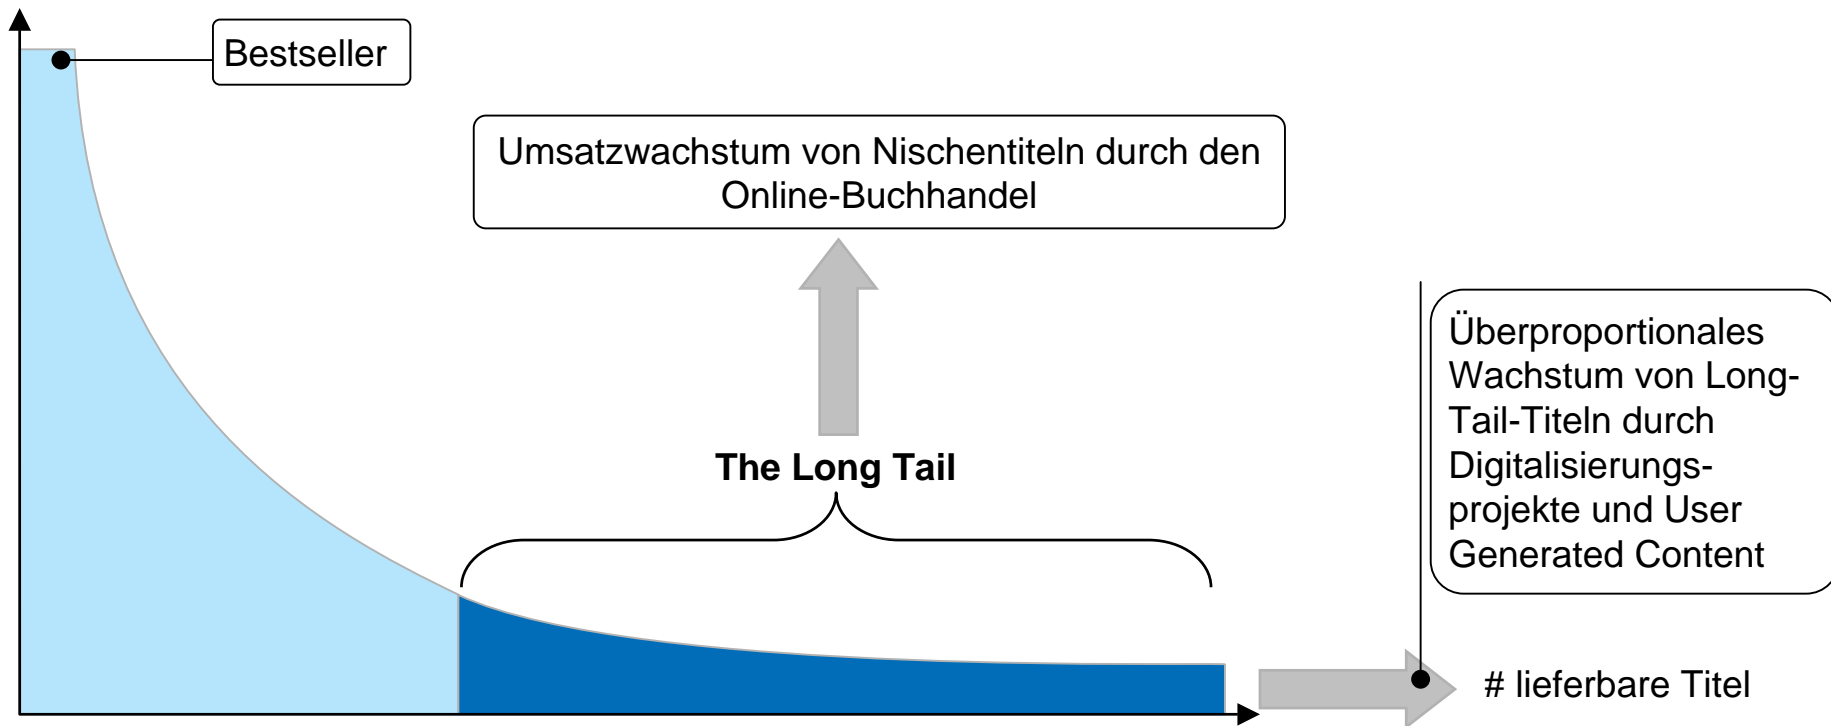 Bestseller
Umsatzwachstum von Nischentiteln durch den
Online-Buchhandel
The Long Tail
Überproportionales
Wachstum von Long-
Tail-Titeln durch
Digitalisierungs-
projekte und User
Generated Content
# lieferbare Titel